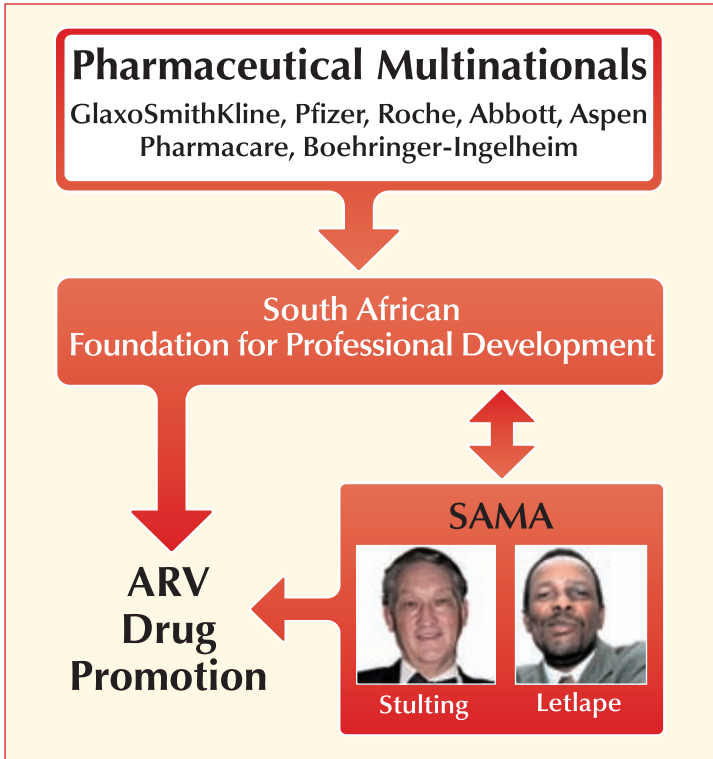 Pharmaceutical Multinationals
GlaxoSmithKline, Pfizer, Roche, Abbott, Aspen
Pharmacare, Boehringer-Ingelheim
South African
Foundation for Professional Development
SAMA
Stulting
Letlape
ARV
Drug
Promotion